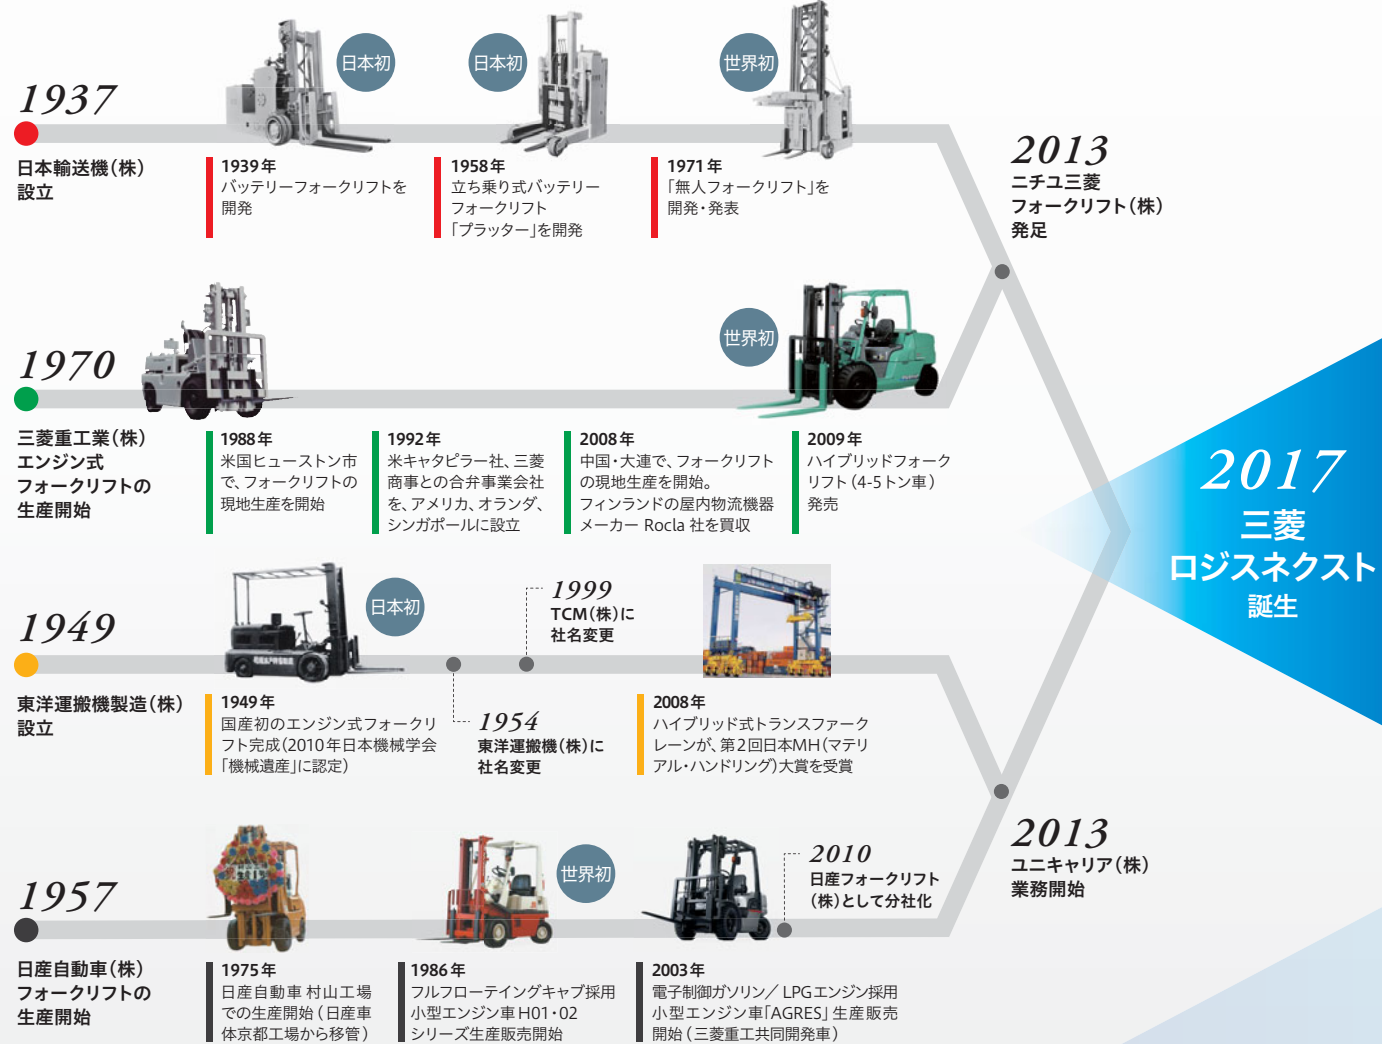 1937
日本輸送機(株)
設立
日本初
1939年
バッテリーフォークリフトを
開発
日本初
1958年
立ち乗り式バッテリー
フォークリフト
「プラッター」を開発
世界初
1971年
「無人フォークリフト」を
開発・発表
2013
ニチユ三菱
フォークリフト(株)
発足
1970
三菱重工業(株)
エンジン式
フォークリフトの
生産開始
1988年
米国ヒューストン市
で、フォークリフトの
現地生産を開始
1992年
米キャタピラー社、三菱
商事との合弁事業会社
を、アメリカ、オランダ、
シンガポールに設立
2008年
中国・大連で、フォークリフト
の現地生産を開始。
フィンランドの屋内物流機器
メーカー Rocla 社を買収
世界初
2009年
ハイブリッドフォーク
リフト(4-5トン車)
発売
2017
三菱
ロジスネクスト
誕生
1949
東洋運搬機製造(株)
設立
日本初
1949年
国産初のエンジン式フォークリ
フト完成(2010年日本機械学会
「機械遺産」に認定)
1954
東洋運搬機(株)に
社名変更
1999
TCM(株)に
社名変更
2008年
ハイブリッド式トランスファーク
レーンが、第2回日本MH(マテリ
アル・ハンドリング)大賞を受賞
1957
日産自動車(株)
フォークリフトの
生産開始
1975年
日産自動車 村山工場
での生産開始(日産車
体京都工場から移管)
世界初
1986年
フルフローテイングキャブ採用
小型エンジン車H01・02
シリーズ生産販売開始
2003年
電子制御ガソリン／LPGエンジン採用
小型エンジン車「AGRES」生産販売
開始(三菱重工共同開発車)
2010
日産フォークリフト
(株)として分社化
2013
ユニキャリア(株)
業務開始